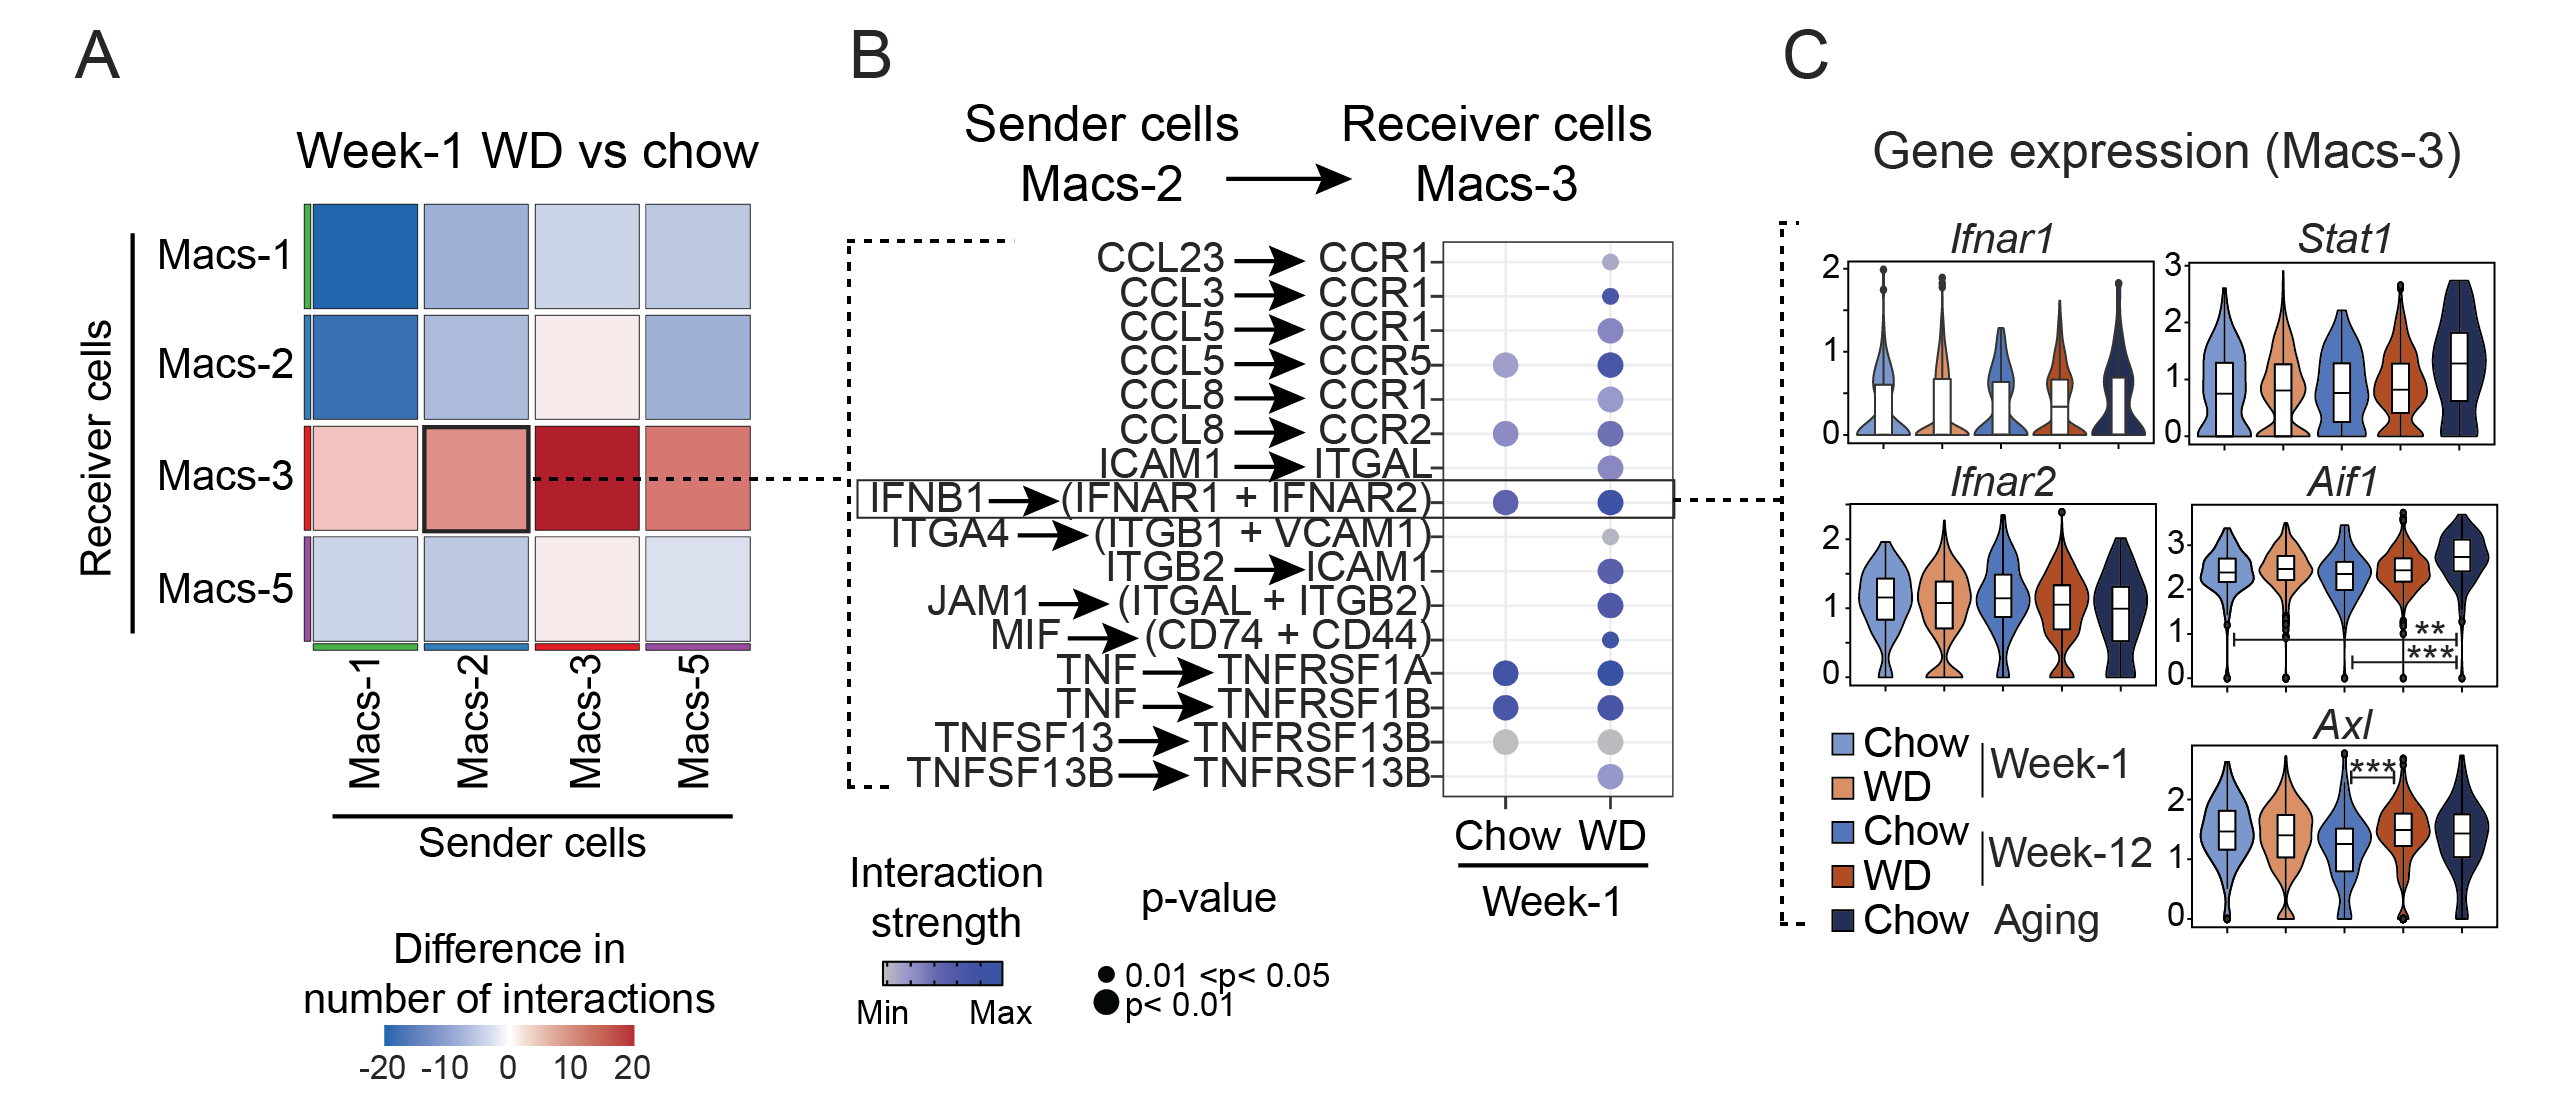 A
Week-1 WD vs chow
Receiver cells
Macs-1
Macs-2
Macs-3
Macs-5
Macs-1
Macs-2
Macs-3
Macs-5
Sender cells
Difference in
number of interactions
-20 -10 0 10 20
B
Sender cells Receiver cells
Macs-2 Macs-3
CCL23 CCR1
CCL3 CCR1
CCL5 CCR1
CCL5 CCR5
CCL8 CCR1
CCL8 CCR2
ICAM1 ITGAL
IFNB1 (IFNAR1 + IFNAR2)
ITGA4 (ITGB1 + VCAM1)
ITGB2 ICAM1
JAM1 (ITGAL + ITGB2)
MIF (CD74 + CD44)
TNF TNFRSF1A
TNF TNFRSF1B
TNFSF13 TNFRSF13B
TNFSF13B TNFRSF13B
Chow WD
Week-1
Interaction
strength
Min Max
p-value
0.01 <p< 0.05
p< 0.01
C
Gene expression (Macs-3)
Ifnar1
2
1
0
Stat1
3
2
1
0
Ifnar2
2
1
0
Aif1
3
2
1
0
**
***
Axl
2
1
0
***
Chow
WD
Week-1
Chow
WD
Week-12
Chow Aging